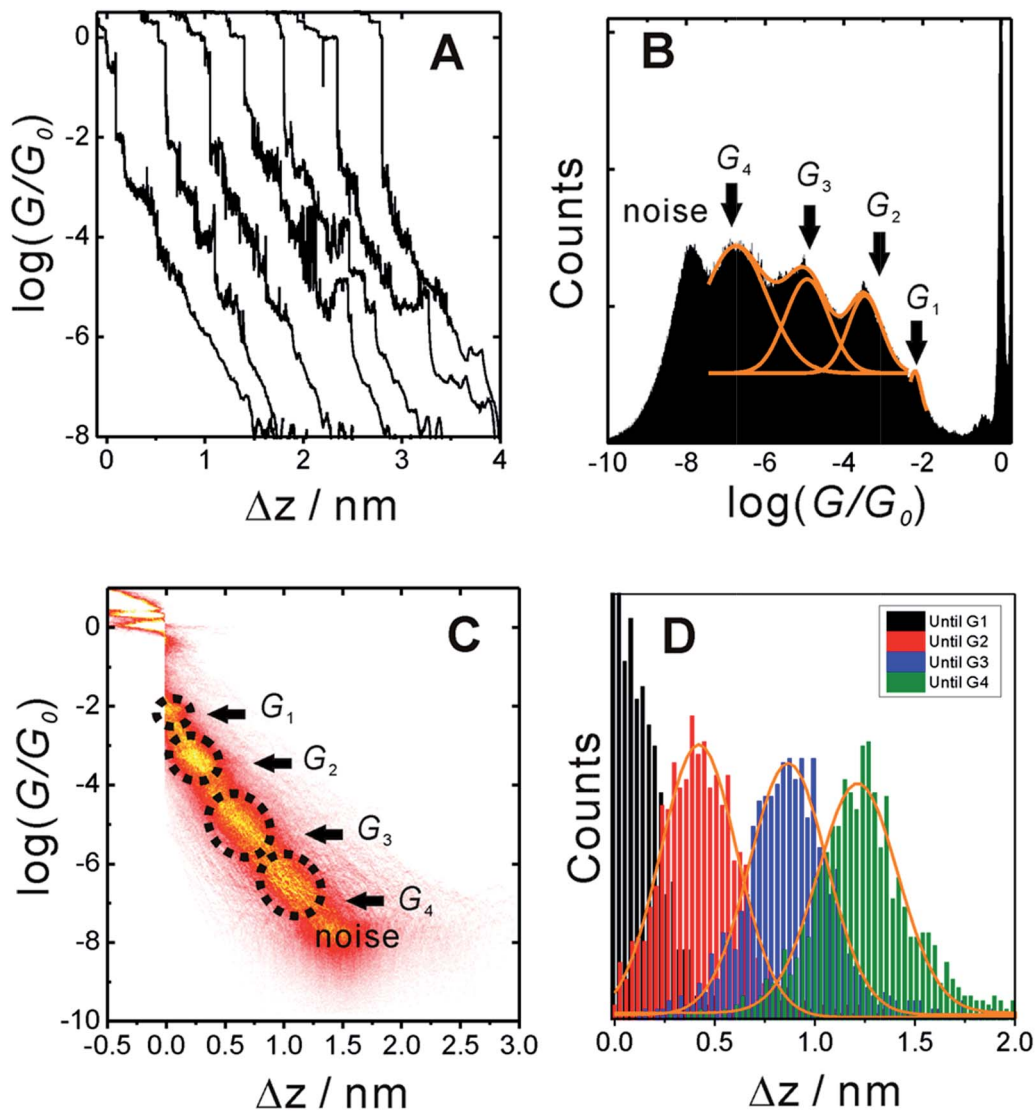 A
log(G/G₀)
0
-2
-4
-6
-8
0 1 2 3 4
Δz / nm
B
Counts
noise
G₄
G₃
G₂
G₁
-10 -8 -6 -4 -2 0
log(G/G₀)
C
log(G/G₀)
0
-2
-4
-6
-8
-10
G₁
G₂
G₃
G₄
noise
-0.5 0.0 0.5 1.0 1.5 2.0 2.5 3.0
Δz / nm
D
Counts
Until G1
Until G2
Until G3
Until G4
0.0 0.5 1.0 1.5 2.0
Δz / nm